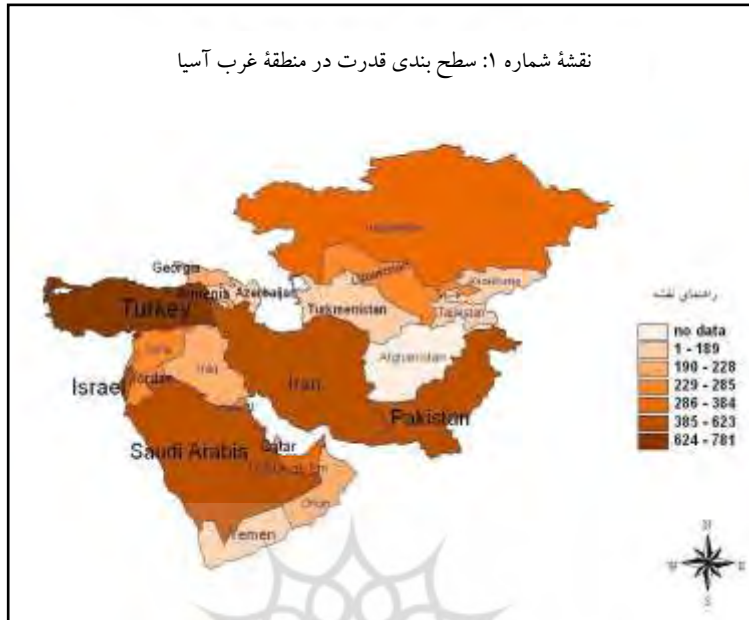 نقشهٔ شماره ۱: سطح بندی قدرت در منطقهٔ غرب آسیا
Georgia
Armenia
Azerbaijan
Turkey
Uzbekistan
Turkmenistan
Tajikistan
Afghanistan
Syria
Iraq
Iran
Israel
Jordan
Pakistan
Saudi Arabia
Qatar
Oman
Yemen
راهنمای نقشه
no data
1 - 189
190 - 228
229 - 285
286 - 384
385 - 623
624 - 781
N
W
E
S